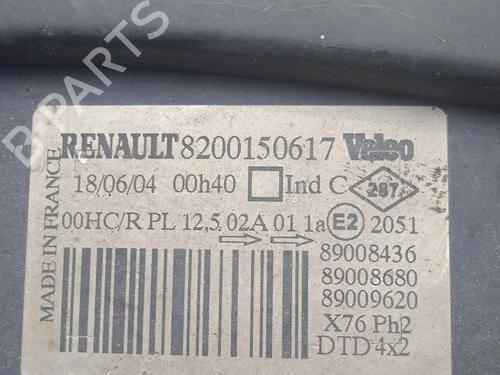 B-PARTS
RENAULT 8200150617 Valeo
18/06/04 00h40 Ind C 287
00HC/R PL 12,5 02A 01 1a E2 2051
89008436
89008680
89009620
X76 Ph2
DTD 4x2
MADE IN FRANCE